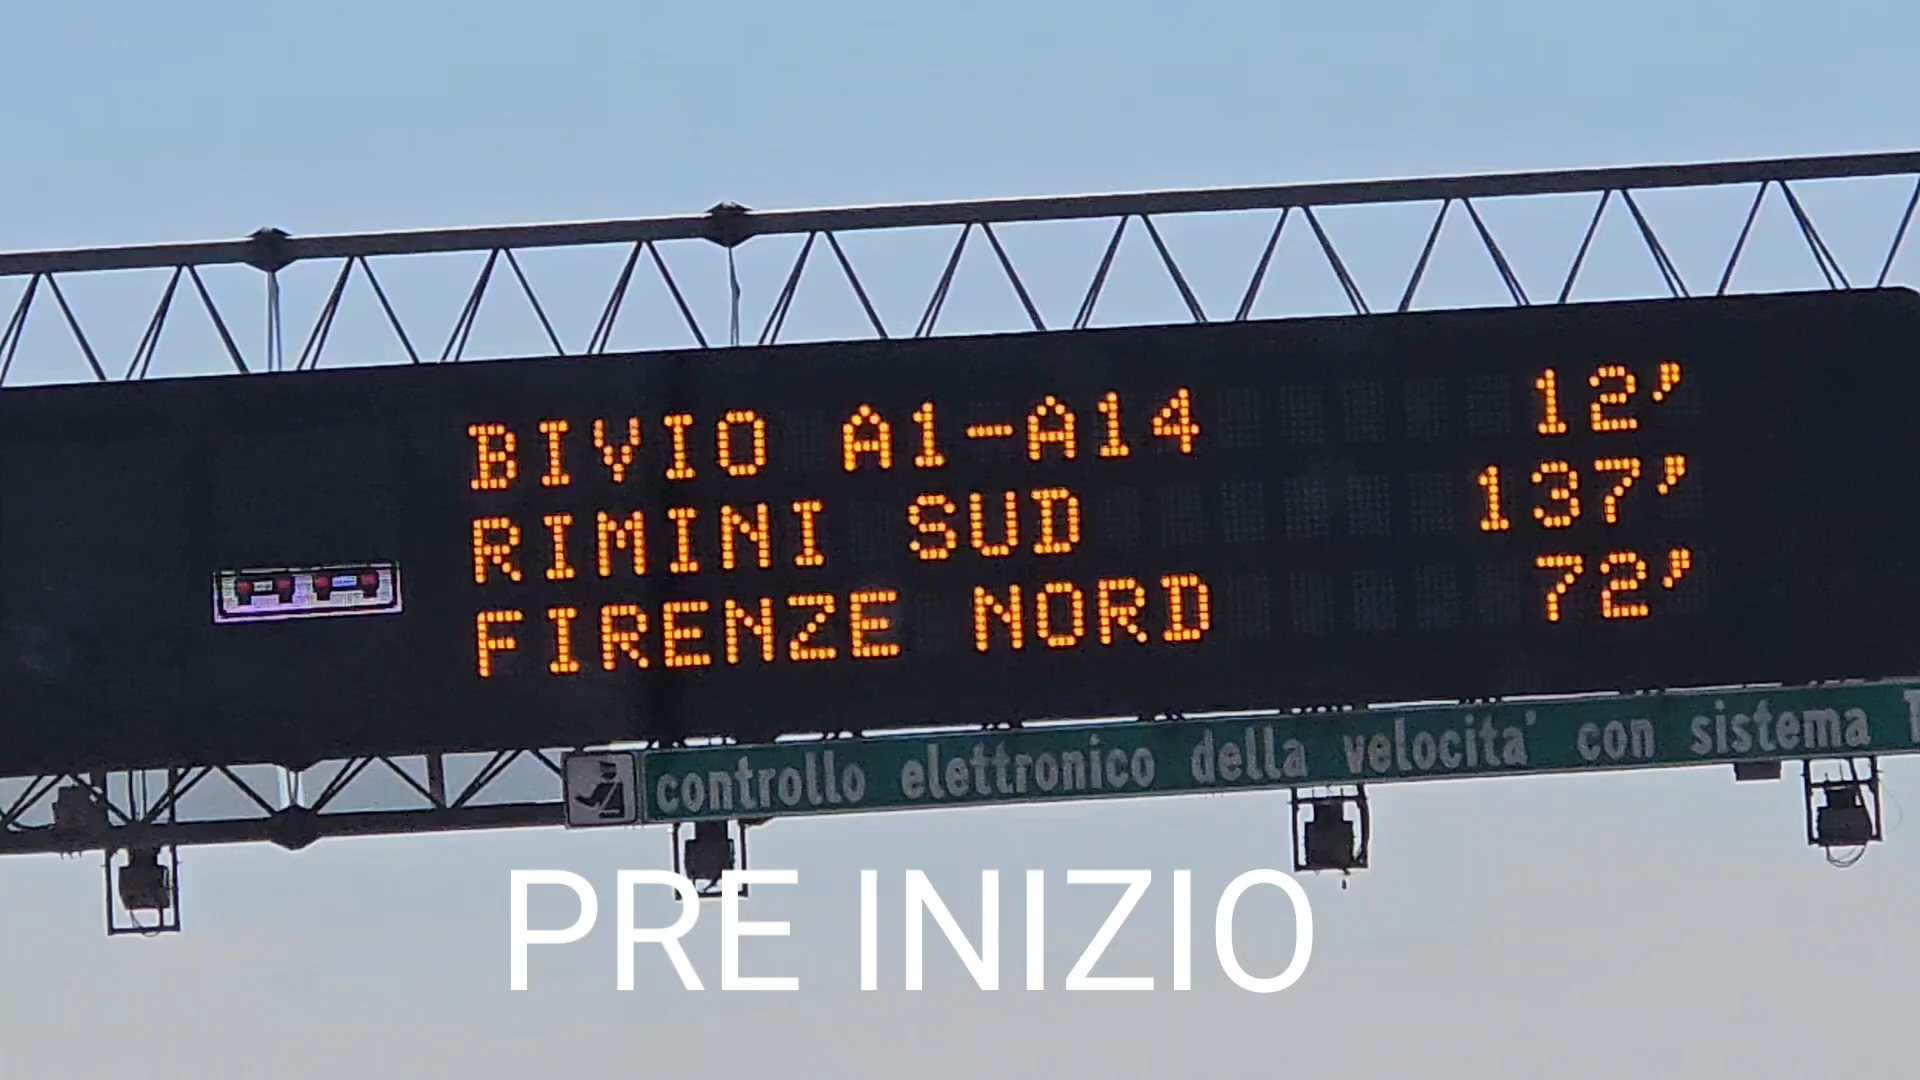 BIVIO A1-A14 12'
RIMINI SUD 137'
FIRENZE NORD 72'
controllo elettronico della velocita' con sistema
PRE INIZIO